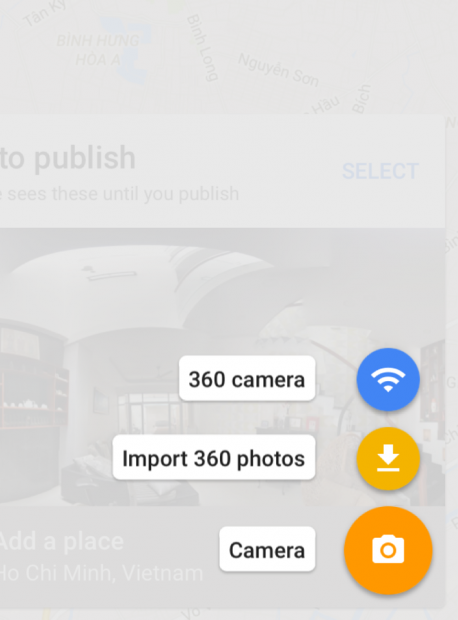 Tân Kỳ
BÌNH HƯNG
HOÀ A
Bình Long
Nguyễn Sơn
Hầu
Bích
to publish
SELECT
e sees these until you publish
360 camera
Import 360 photos
Add a place
Camera
Ho Chi Minh, Vietnam